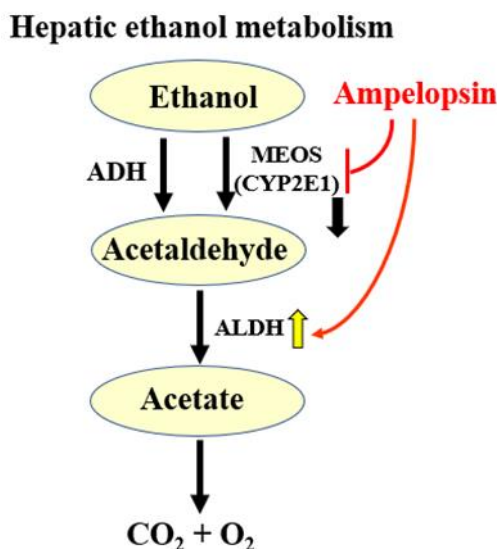 Hepatic ethanol metabolism
Ethanol
Ampelopsin
ADH
MEOS
(CYP2E1)
Acetaldehyde
ALDH
Acetate
CO₂ + O₂